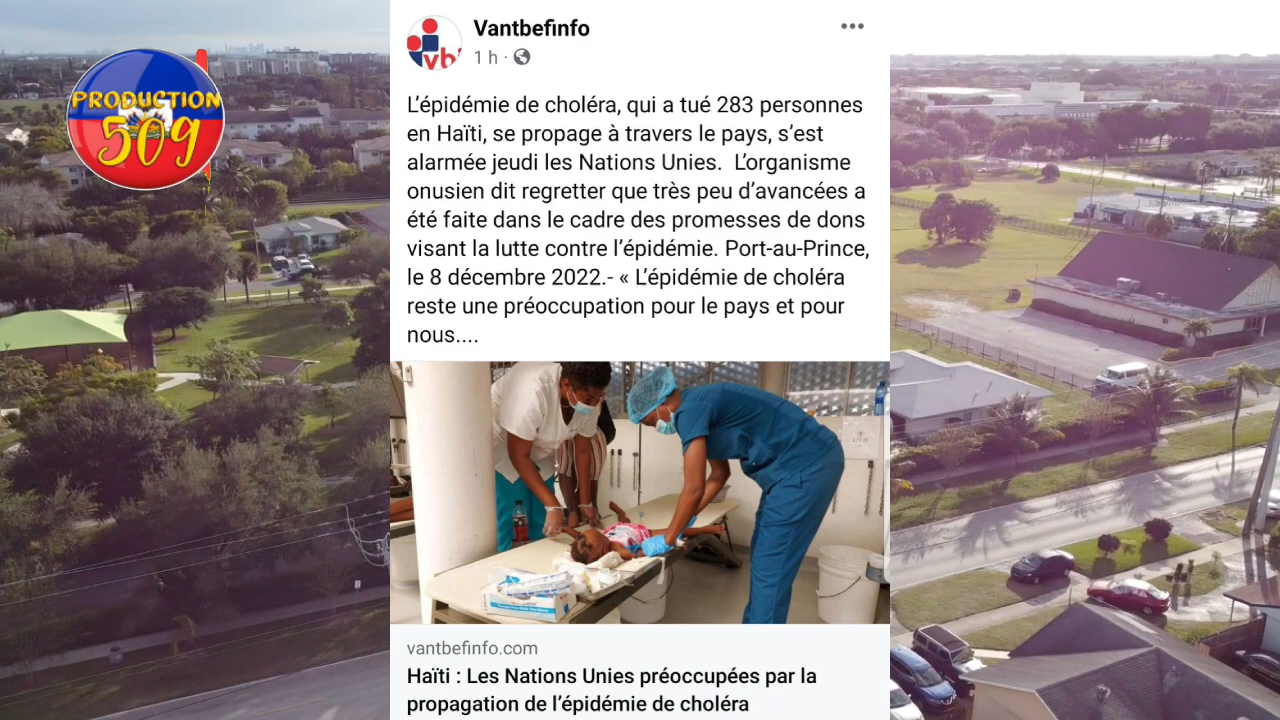 PRODUCTION
509
Vantbefinfo
vb
1 h ·
L’épidémie de choléra, qui a tué 283 personnes
en Haïti, se propage à travers le pays, s’est
alarmée jeudi les Nations Unies.  L’organisme
onusien dit regretter que très peu d’avancées a
été faite dans le cadre des promesses de dons
visant la lutte contre l’épidémie. Port-au-Prince,
le 8 décembre 2022.- « L’épidémie de choléra
reste une préoccupation pour le pays et pour
nous....
vantbefinfo.com
Haïti : Les Nations Unies préoccupées par la
propagation de l’épidémie de choléra